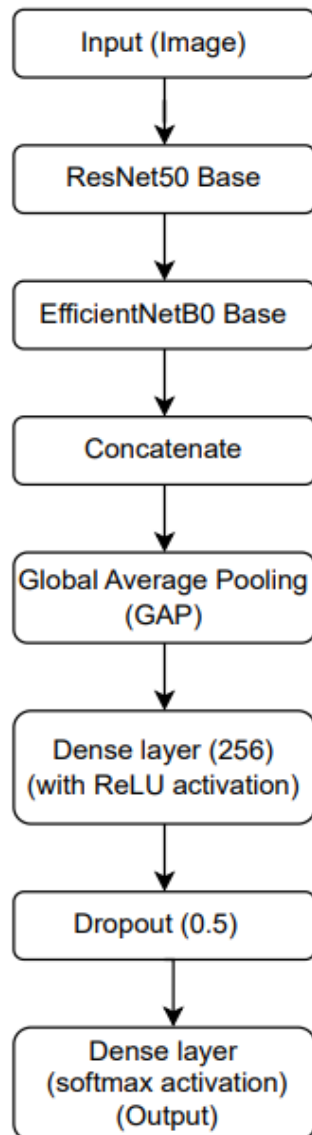 Input (Image)
ResNet50 Base
EfficientNetB0 Base
Concatenate
Global Average Pooling
(GAP)
Dense layer (256)
(with ReLU activation)
Dropout (0.5)
Dense layer
(softmax activation)
(Output)